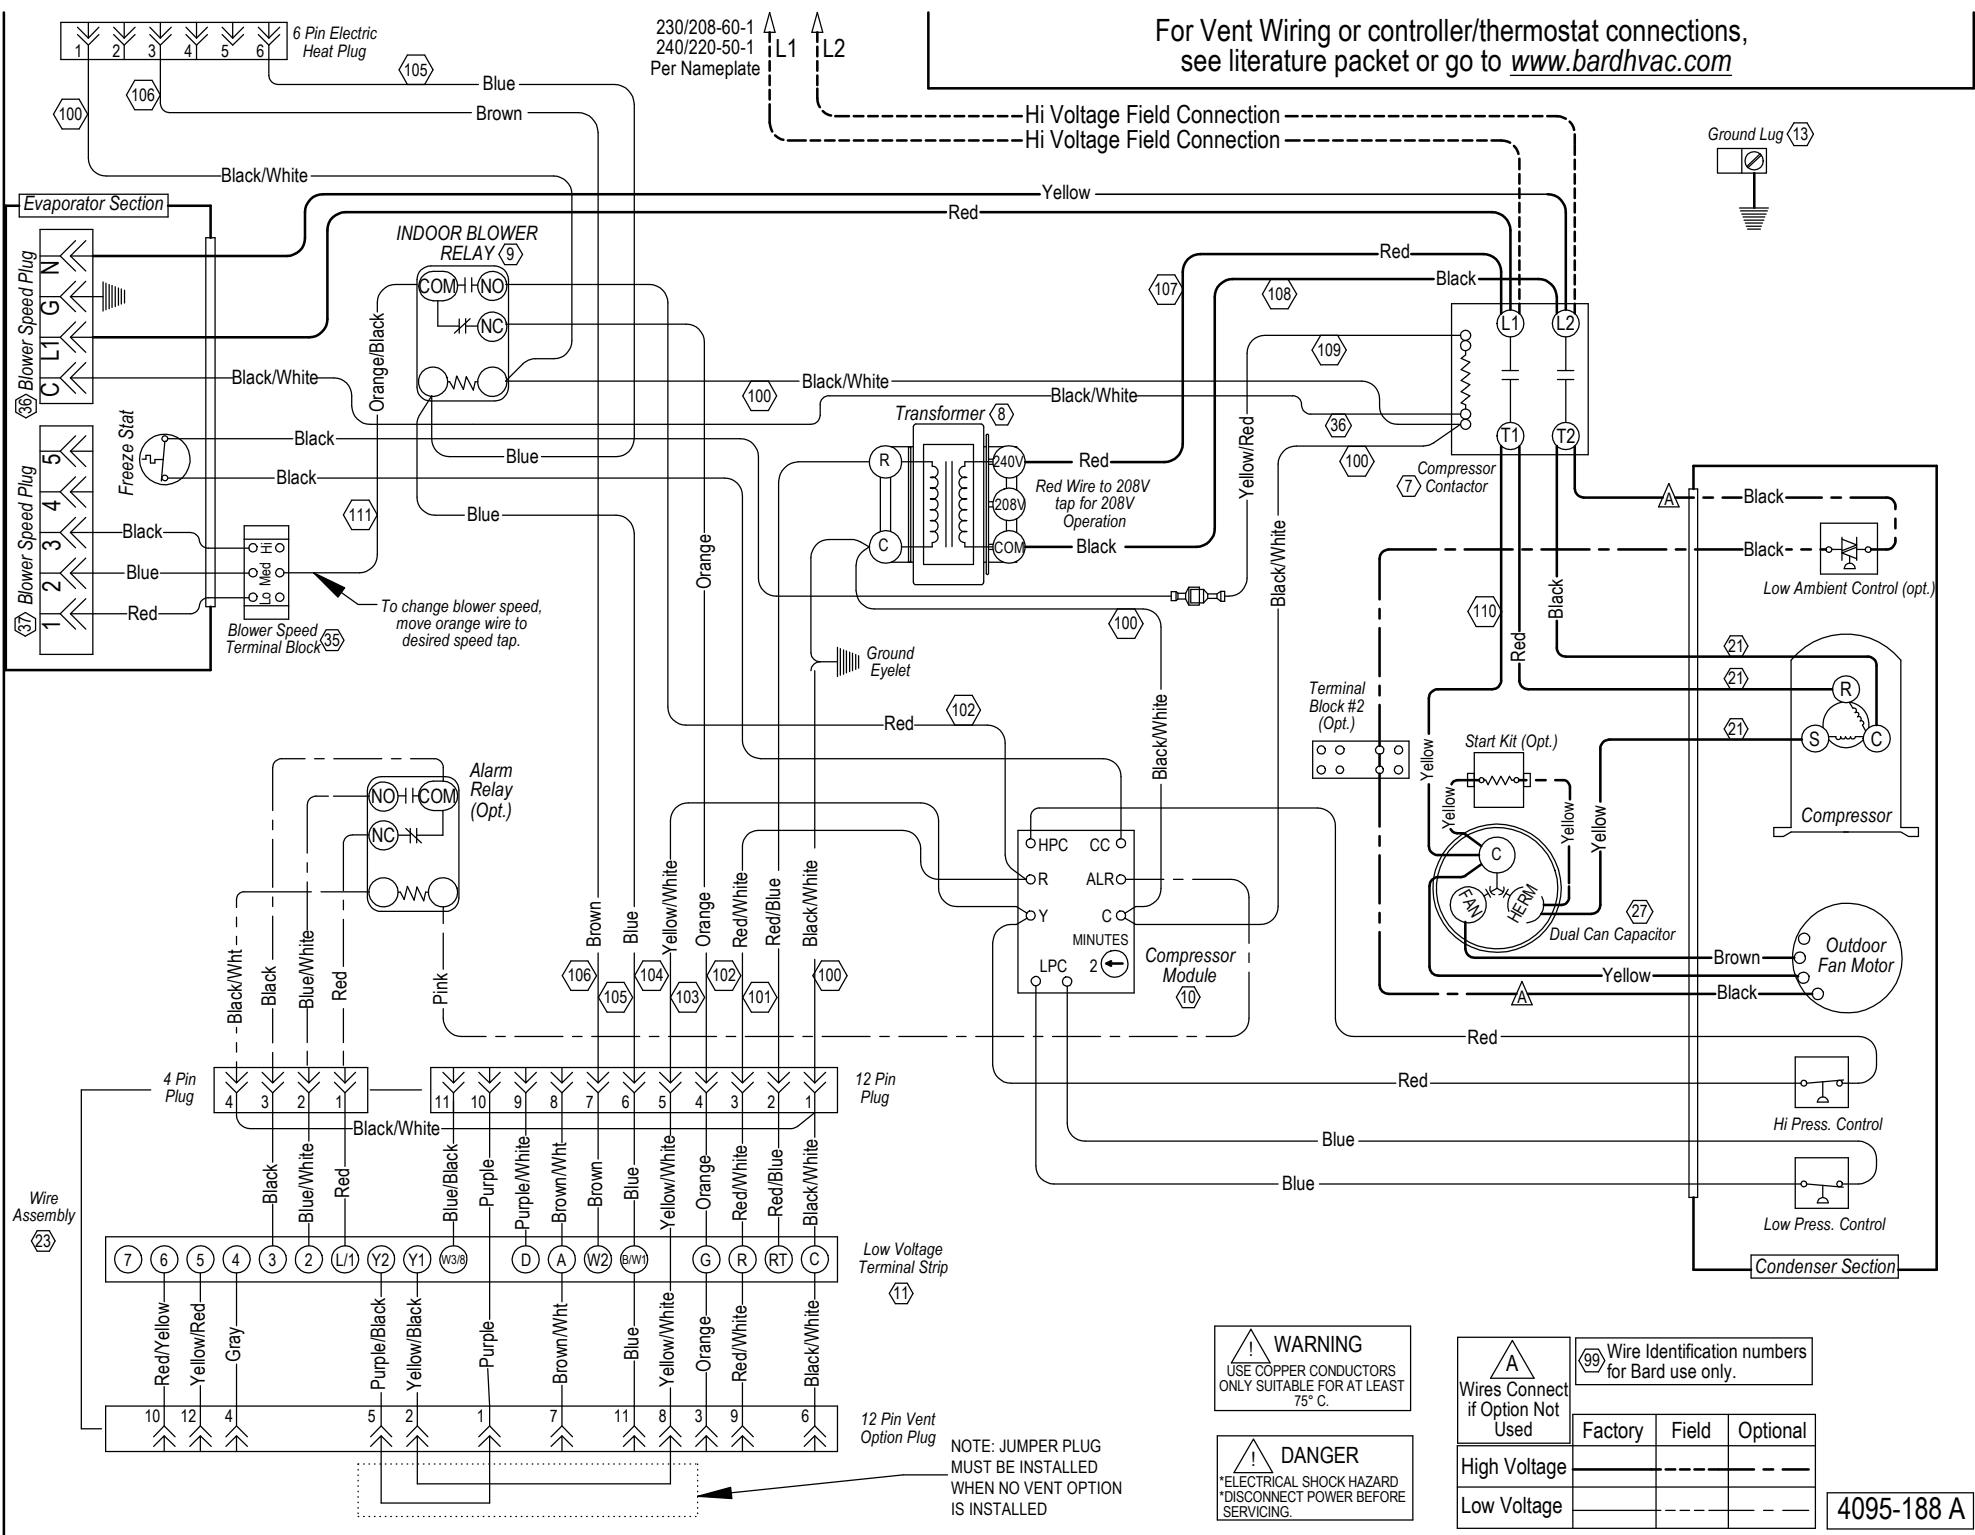 1 2 3 4 5 6
6 Pin Electric
Heat Plug
230/208-60-1
240/220-50-1
Per Nameplate
L1
L2
For Vent Wiring or controller/thermostat connections,
see literature packet or go to www.bardhvac.com
105
Blue
106
Brown
100
Hi Voltage Field Connection
Hi Voltage Field Connection
Ground Lug 13
Black/White
Evaporator Section
Yellow
Red
INDOOR BLOWER
RELAY 9
COM NO
NC
36 Blower Speed Plug
N
G
L1
C
Orange/Black
Black/White
Red
Black
107
108
L1 L2
109
Black/White
100
Black/White
36
100
T1 T2
7 Compressor
Contactor
Transformer 8
R
C
240V
208V
COM
Red
Red Wire to 208V
tap for 208V
Operation
Black
Yellow/Red
Black/White
Freeze Stat
Black
Black
Blue
Blue
37 Blower Speed Plug
5
4
3
2
1
Black
Blue
Red
Hi
Med
Lo
111
To change blower speed,
move orange wire to
desired speed tap.
Blower Speed
Terminal Block 35
Orange
100
Ground
Eyelet
110
Red
Black
A
Black
Black
Low Ambient Control (opt.)
21
21
21
R
S C
Compressor
Terminal
Block #2
(Opt.)
Start Kit (Opt.)
Yellow
Yellow
Yellow
Yellow
C
FAN
HERM
27
Dual Can Capacitor
Brown
Yellow
A
Black
Outdoor
Fan Motor
Red
102
Black/White
Alarm
Relay
(Opt.)
NO COM
NC
HPC CC
R ALR
Y C
MINUTES
LPC 2
Compressor
Module
10
Black/Wht
Black
Blue/White
Red
Pink
Brown
Blue
Yellow/White
Orange
Red/White
Red/Blue
Black/White
106
105
104
103
102
101
100
Red
Red
Hi Press. Control
Blue
Blue
Low Press. Control
Condenser Section
4 Pin
Plug
4 3 2 1
11 10 9 8 7 6 5 4 3 2 1
12 Pin
Plug
Black/White
Black
Blue/White
Red
Blue/Black
Purple
Purple/White
Brown/Wht
Brown
Blue
Yellow/White
Orange
Red/White
Red/Blue
Black/White
Wire
Assembly
23
7 6 5 4 3 2 L/1 Y2 Y1 W3/8 D A W2 B/W1 G R RT C
Low Voltage
Terminal Strip
11
Red/Yellow
Yellow/Red
Gray
Purple/Black
Yellow/Black
Purple
Brown/Wht
Blue
Yellow/White
Orange
Red/White
Black/White
10 12 4 5 2 1 7 11 8 3 9 6
12 Pin Vent
Option Plug
NOTE: JUMPER PLUG
MUST BE INSTALLED
WHEN NO VENT OPTION
IS INSTALLED
! WARNING
USE COPPER CONDUCTORS
ONLY SUITABLE FOR AT LEAST
75° C.
! DANGER
*ELECTRICAL SHOCK HAZARD
*DISCONNECT POWER BEFORE
SERVICING.
A
Wires Connect
if Option Not
Used
99 Wire Identification numbers
for Bard use only.
Factory Field Optional
High Voltage
Low Voltage
4095-188 A